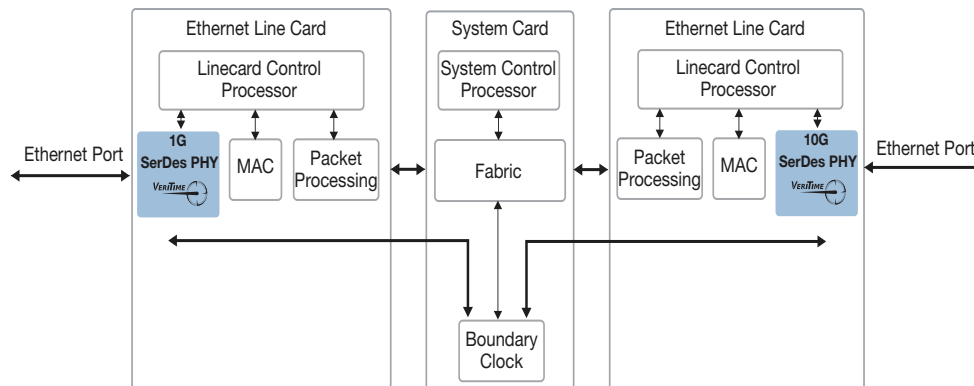 Ethernet Line Card
System Card
Ethernet Line Card
Linecard Control
Processor
System Control
Processor
Linecard Control
Processor
Ethernet Port
1G
SerDes PHY
VERITIME
MAC
Packet
Processing
Fabric
Packet
Processing
MAC
10G
SerDes PHY
VERITIME
Ethernet Port
Boundary
Clock